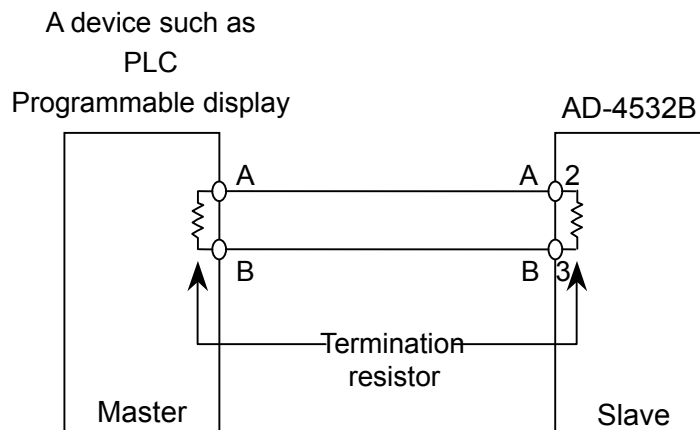 A device such as
PLC
Programmable display
AD-4532B
A
A 2
B
B 3
Termination
resistor
Master
Slave